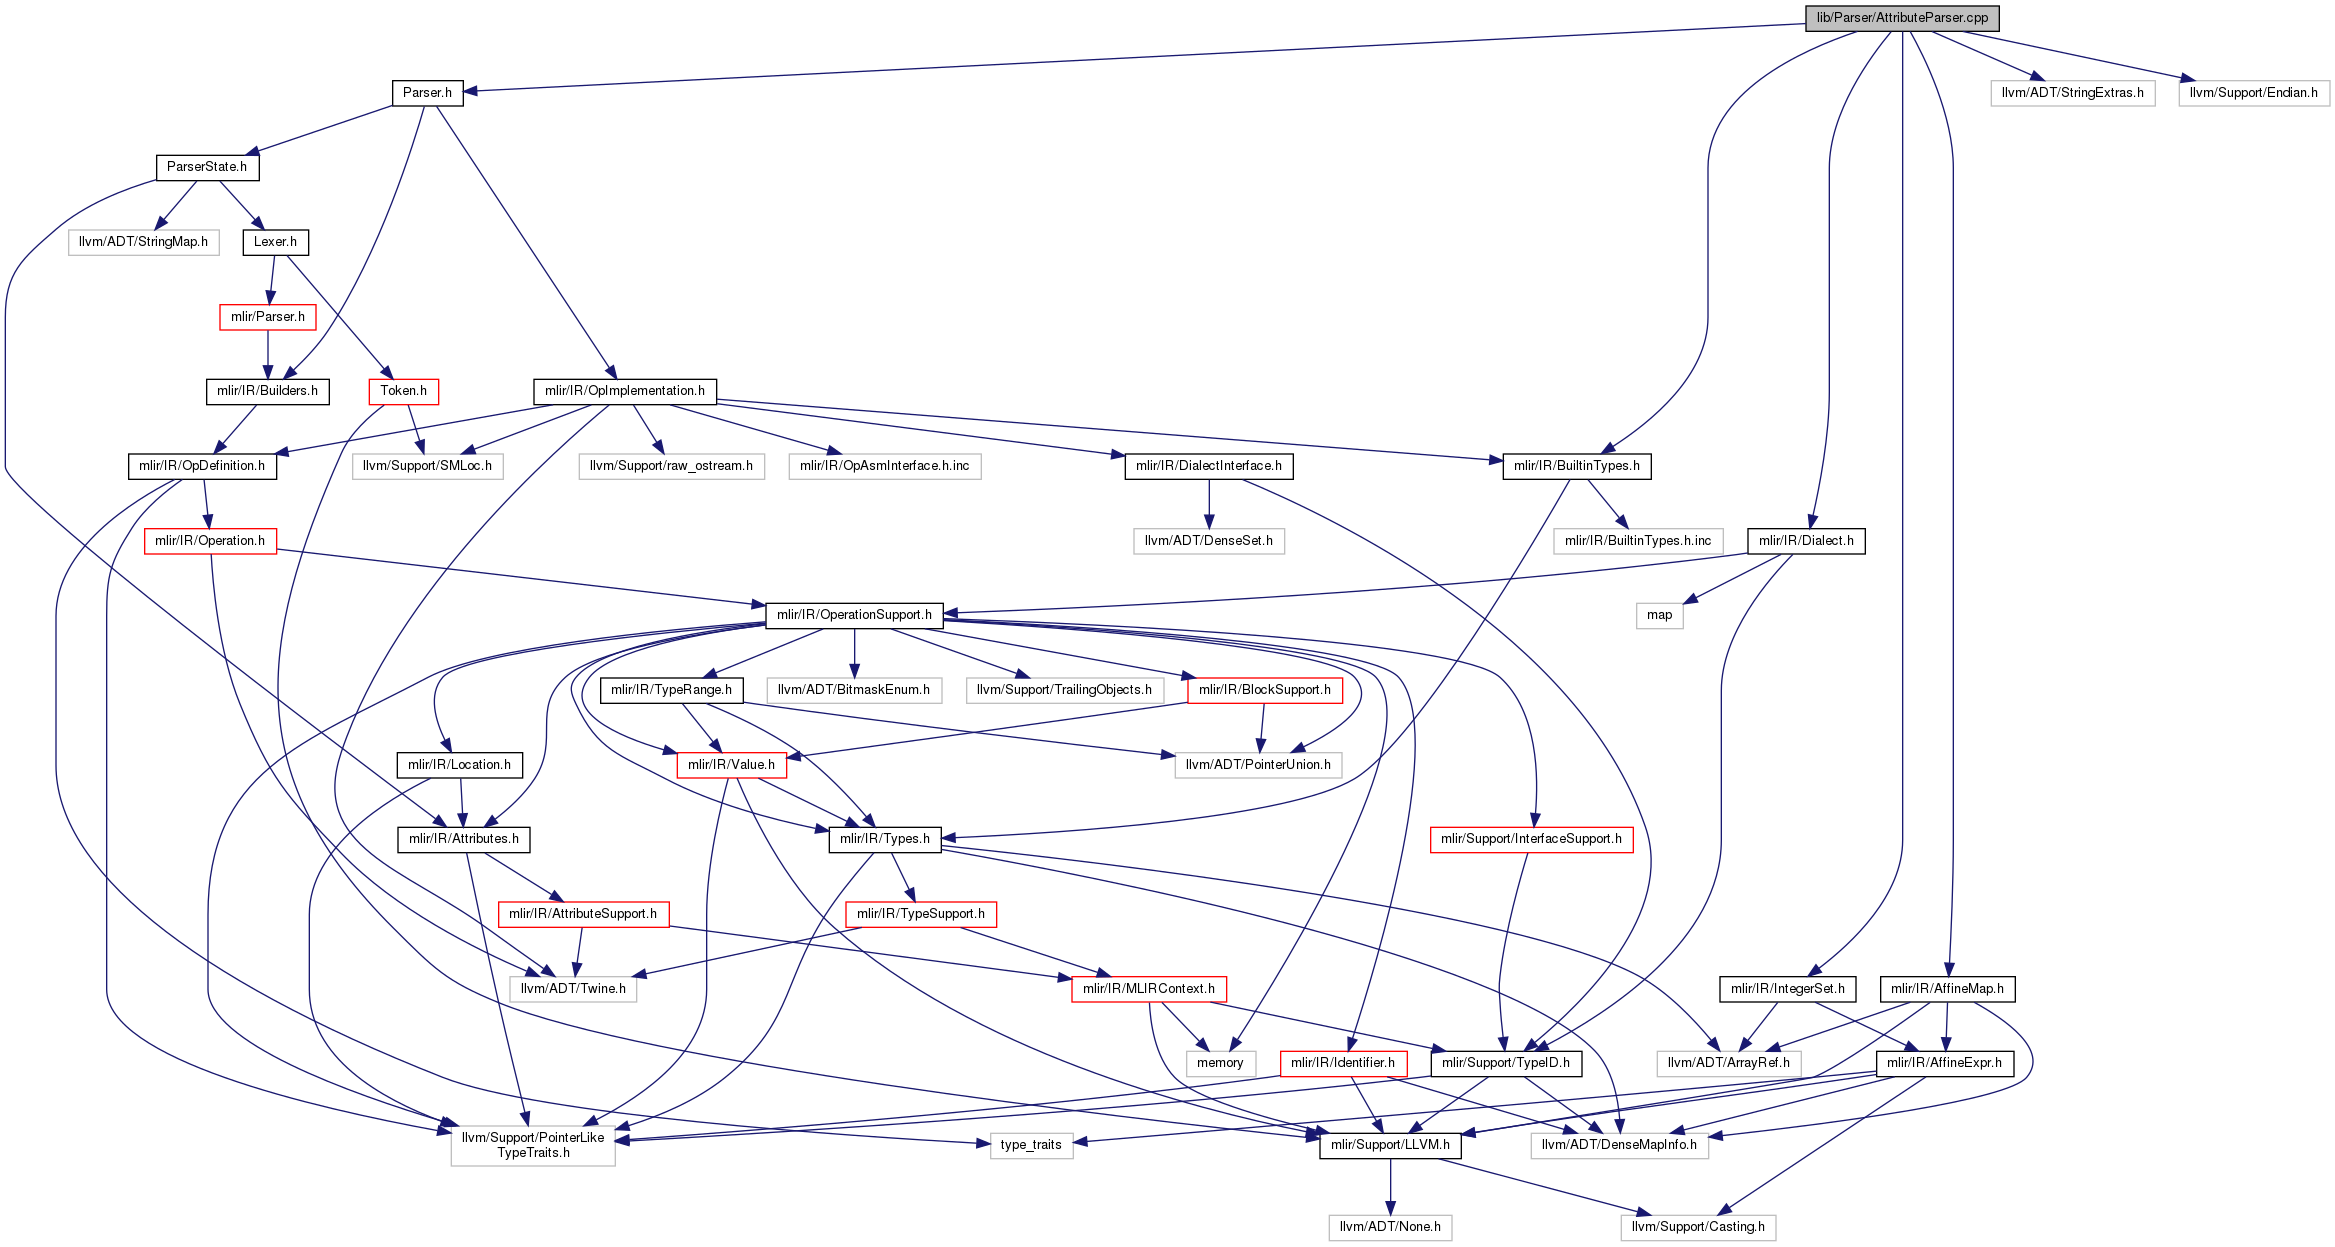 lib/Parser/AttributeParser.cpp
Parser.h
llvm/ADT/StringExtras.h
llvm/Support/Endian.h
ParserState.h
llvm/ADT/StringMap.h
Lexer.h
mlir/Parser.h
mlir/IR/Builders.h
Token.h
mlir/IR/OpImplementation.h
mlir/IR/OpDefinition.h
llvm/Support/SMLoc.h
llvm/Support/raw_ostream.h
mlir/IR/OpAsmInterface.h.inc
mlir/IR/DialectInterface.h
mlir/IR/BuiltinTypes.h
mlir/IR/Operation.h
llvm/ADT/DenseSet.h
mlir/IR/BuiltinTypes.h.inc
mlir/IR/Dialect.h
mlir/IR/OperationSupport.h
map
mlir/IR/TypeRange.h
llvm/ADT/BitmaskEnum.h
llvm/Support/TrailingObjects.h
mlir/IR/BlockSupport.h
mlir/IR/Location.h
mlir/IR/Value.h
llvm/ADT/PointerUnion.h
mlir/IR/Attributes.h
mlir/IR/Types.h
mlir/Support/InterfaceSupport.h
mlir/IR/AttributeSupport.h
mlir/IR/TypeSupport.h
llvm/ADT/Twine.h
mlir/IR/MLIRContext.h
mlir/IR/IntegerSet.h
mlir/IR/AffineMap.h
memory
mlir/IR/Identifier.h
mlir/Support/TypeID.h
llvm/ADT/ArrayRef.h
mlir/IR/AffineExpr.h
llvm/Support/PointerLike
TypeTraits.h
type_traits
mlir/Support/LLVM.h
llvm/ADT/DenseMapInfo.h
llvm/ADT/None.h
llvm/Support/Casting.h